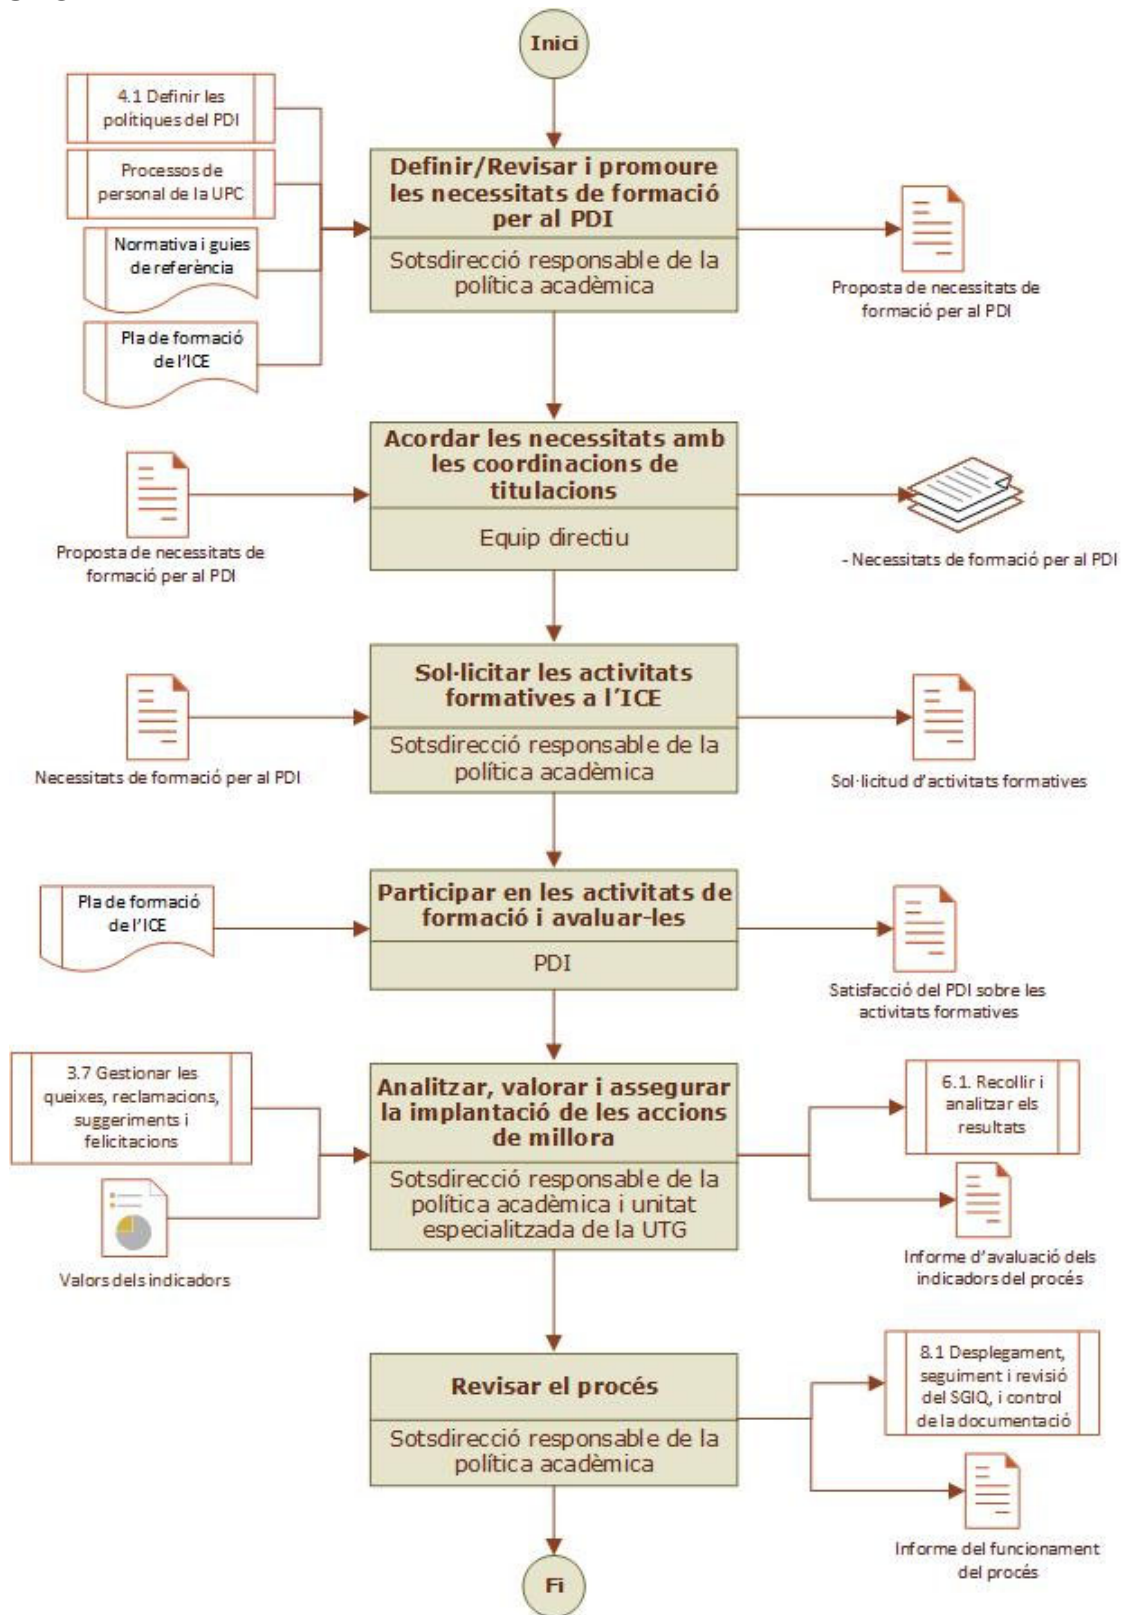 Inici
4.1 Definir les
polítiques del PDI
Processos de
personal de la UPC
Normativa i guies
de referència
Pla de formació
de l'ICE
Definir/Revisar i promoure
les necessitats de formació
per al PDI
Sotsdirecció responsable de la
política acadèmica
Proposta de necessitats de
formació per al PDI
Proposta de necessitats de
formació per al PDI
Acordar les necessitats amb
les coordinacions de
titulacions
Equip directiu
- Necessitats de formació per al PDI
Necessitats de formació per al PDI
Sol·licitar les activitats
formatives a l'ICE
Sotsdirecció responsable de la
política acadèmica
Sol·licitud d'activitats formatives
Pla de formació
de l'ICE
Participar en les activitats de
formació i avaluar-les
PDI
Satisfacció del PDI sobre les
activitats formatives
3.7 Gestionar les
queixes, reclamacions,
suggeriments i
felicitacions
Valors dels indicadors
Analitzar, valorar i assegurar
la implantació de les accions
de millora
Sotsdirecció responsable de la
política acadèmica i unitat
especialitzada de la UTG
6.1. Recollir i
analitzar els
resultats
Informe d'avaluació dels
indicadors del procés
Revisar el procés
Sotsdirecció responsable de la
política acadèmica
8.1 Desplegament,
seguiment i revisió
del SGIQ, i control
de la documentació
Informe del funcionament
del procés
Fi